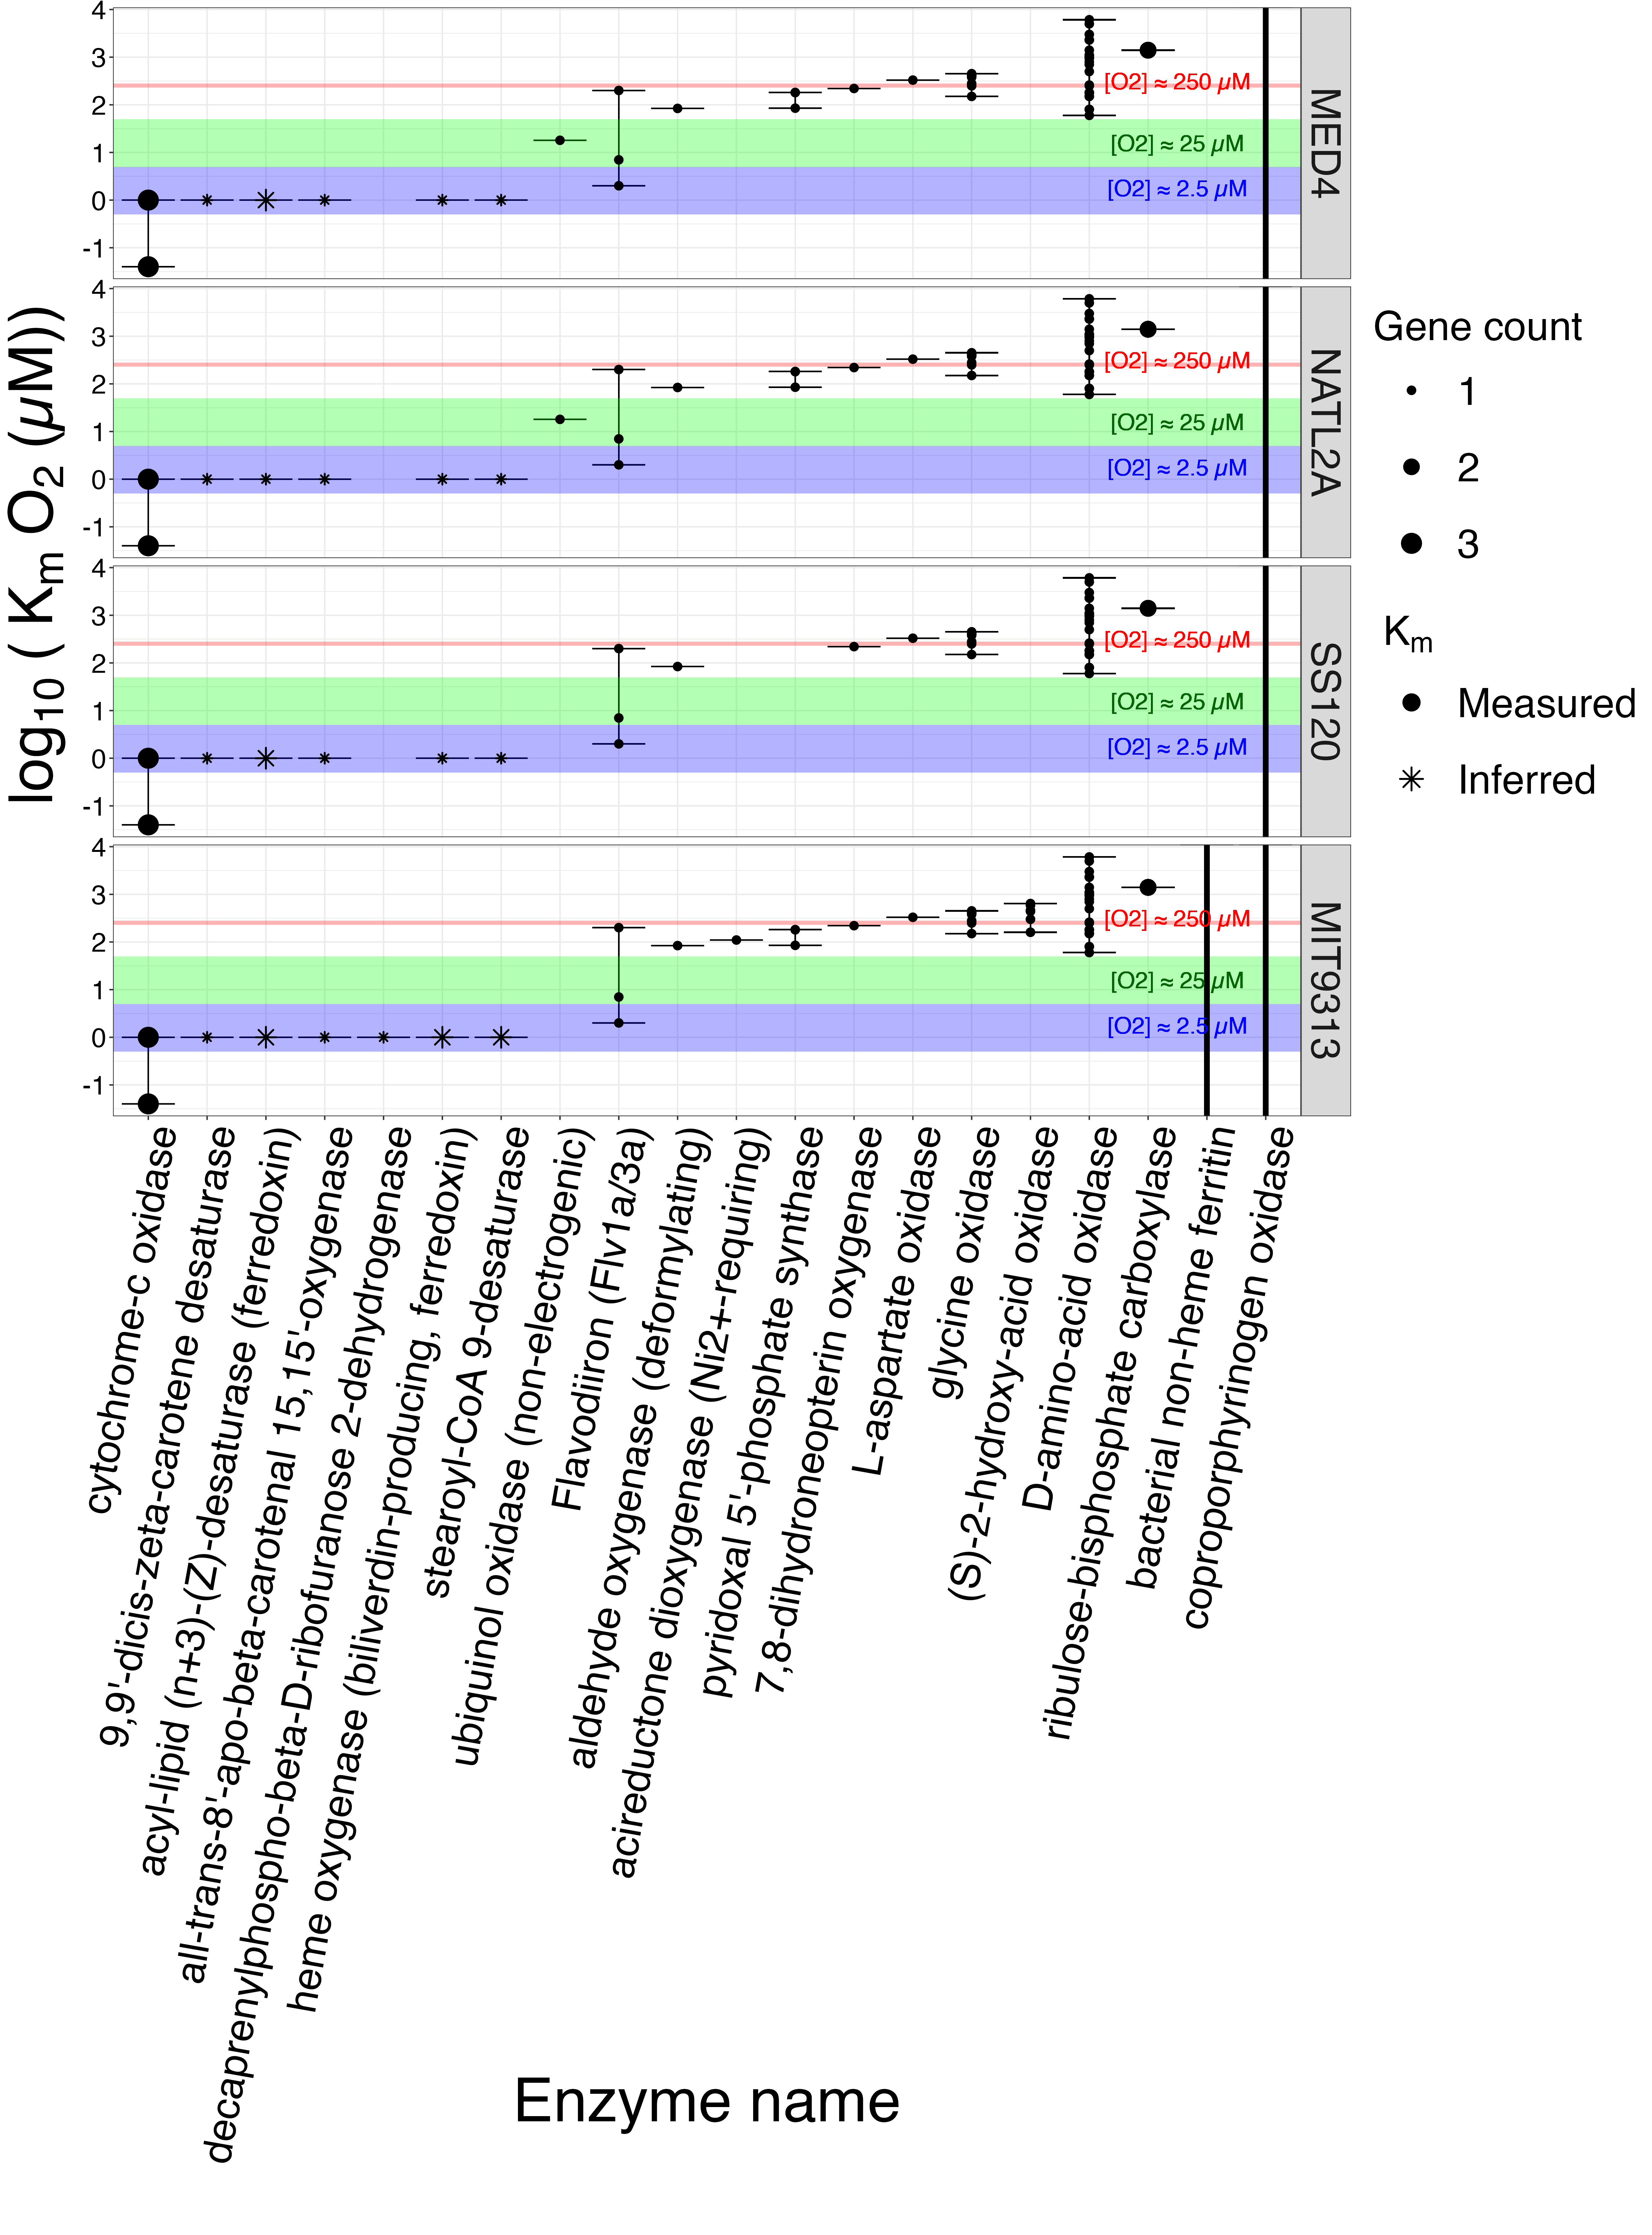 log10 ( Km O2 (µM))
4
3
2
1
0
-1
[O2] ≈ 250 µM
[O2] ≈ 25 µM
[O2] ≈ 2.5 µM
MED4
4
3
2
1
0
-1
[O2] ≈ 250 µM
[O2] ≈ 25 µM
[O2] ≈ 2.5 µM
NATL2A
4
3
2
1
0
-1
[O2] ≈ 250 µM
[O2] ≈ 25 µM
[O2] ≈ 2.5 µM
SS120
4
3
2
1
0
-1
[O2] ≈ 250 µM
[O2] ≈ 25 µM
[O2] ≈ 2.5 µM
MIT9313
cytochrome-c oxidase
9,9'-dicis-zeta-carotene desaturase
acyl-lipid (n+3)-(Z)-desaturase (ferredoxin)
all-trans-8'-apo-beta-carotenal 15,15'-oxygenase
decaprenylphospho-beta-D-ribofuranose 2-dehydrogenase
heme oxygenase (biliverdin-producing, ferredoxin)
stearoyl-CoA 9-desaturase
ubiquinol oxidase (non-electrogenic)
Flavodiiron (Flv1a/3a)
aldehyde oxygenase (deformylating)
acireductone dioxygenase (Ni2+-requiring)
pyridoxal 5'-phosphate synthase
7,8-dihydroneopterin oxygenase
L-aspartate oxidase
glycine oxidase
(S)-2-hydroxy-acid oxidase
D-amino-acid oxidase
ribulose-bisphosphate carboxylase
bacterial non-heme ferritin
coproporphyrinogen oxidase
Enzyme name
Gene count
1
2
3
Km
Measured
Inferred